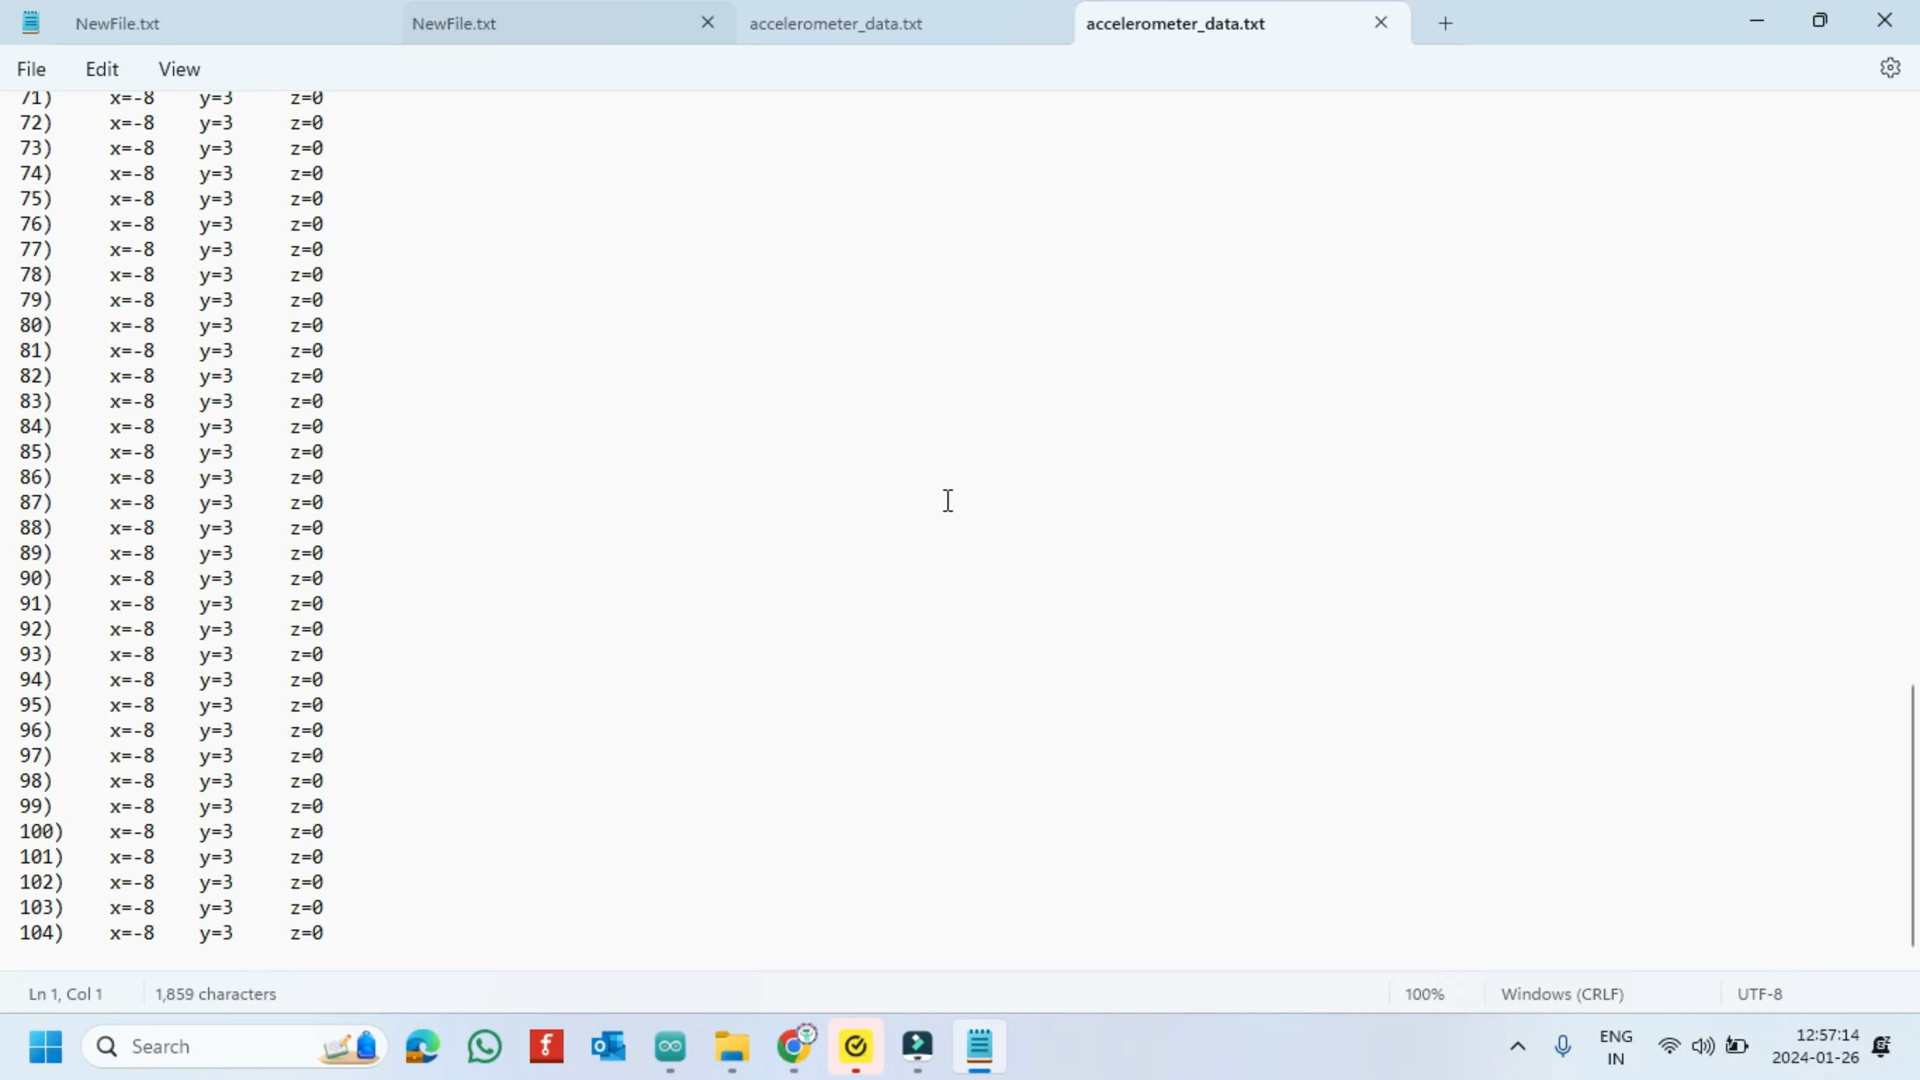 NewFile.txt NewFile.txt accelerometer_data.txt accelerometer_data.txt
File Edit View
71) x=-8 y=3 z=0
72) x=-8 y=3 z=0
73) x=-8 y=3 z=0
74) x=-8 y=3 z=0
75) x=-8 y=3 z=0
76) x=-8 y=3 z=0
77) x=-8 y=3 z=0
78) x=-8 y=3 z=0
79) x=-8 y=3 z=0
80) x=-8 y=3 z=0
81) x=-8 y=3 z=0
82) x=-8 y=3 z=0
83) x=-8 y=3 z=0
84) x=-8 y=3 z=0
85) x=-8 y=3 z=0
86) x=-8 y=3 z=0
87) x=-8 y=3 z=0
88) x=-8 y=3 z=0
89) x=-8 y=3 z=0
90) x=-8 y=3 z=0
91) x=-8 y=3 z=0
92) x=-8 y=3 z=0
93) x=-8 y=3 z=0
94) x=-8 y=3 z=0
95) x=-8 y=3 z=0
96) x=-8 y=3 z=0
97) x=-8 y=3 z=0
98) x=-8 y=3 z=0
99) x=-8 y=3 z=0
100) x=-8 y=3 z=0
101) x=-8 y=3 z=0
102) x=-8 y=3 z=0
103) x=-8 y=3 z=0
104) x=-8 y=3 z=0
Ln 1, Col 1 1,859 characters 100% Windows (CRLF) UTF-8
Search ENG 12:57:14
IN 2024-01-26